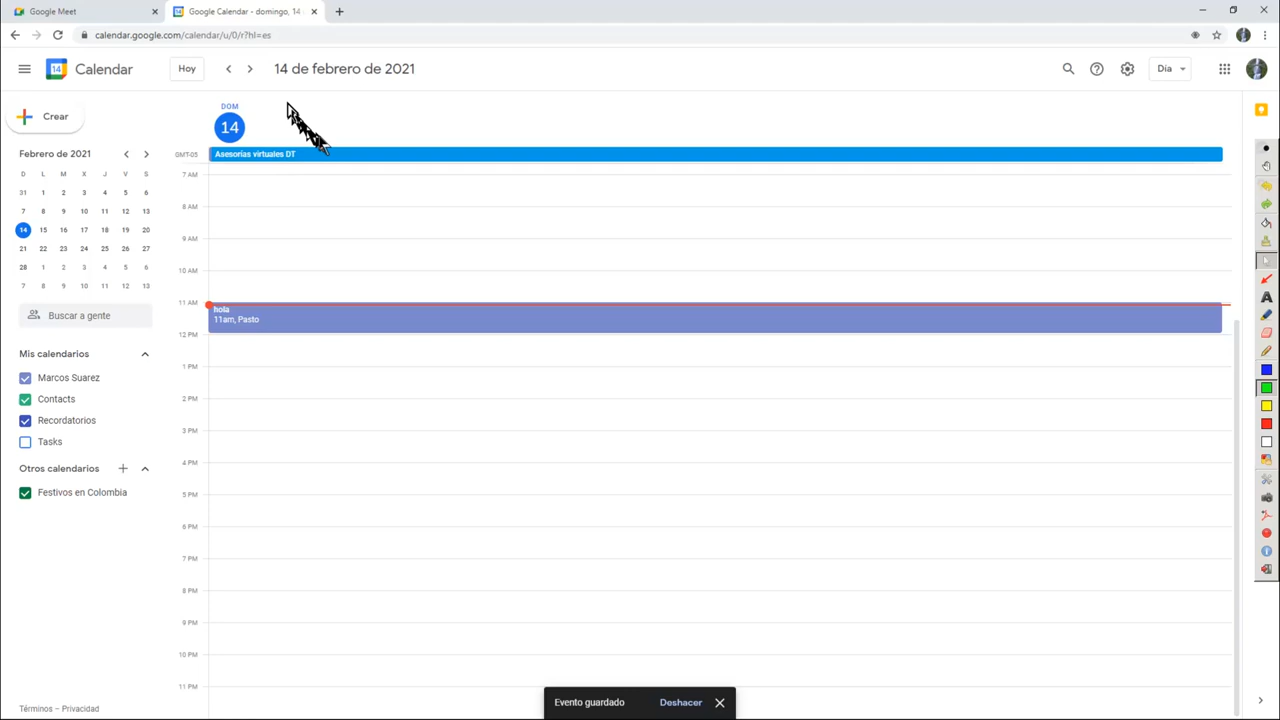 Google Meet
Google Calendar - domingo, 14
calendar.google.com/calendar/u/0/r?hl=es
14
Calendar
Hoy
14 de febrero de 2021
Día
Crear
DOM
14
Febrero de 2021
GMT-05
Asesorías virtuales DT
D L M X J V S
31 1 2 3 4 5 6
7 8 9 10 11 12 13
14 15 16 17 18 19 20
21 22 23 24 25 26 27
28 1 2 3 4 5 6
7 8 9 10 11 12 13
7 AM
8 AM
9 AM
10 AM
11 AM
hola
11am, Pasto
12 PM
1 PM
2 PM
3 PM
4 PM
5 PM
6 PM
7 PM
8 PM
9 PM
10 PM
11 PM
Buscar a gente
Mis calendarios
Marcos Suarez
Contacts
Recordatorios
Tasks
Otros calendarios
Festivos en Colombia
Términos – Privacidad
Evento guardado
Deshacer